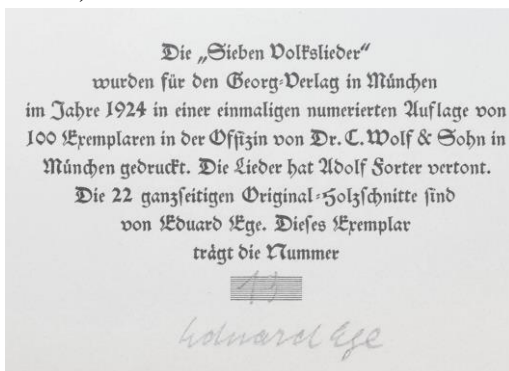 Die „Sieben Volkslieder“
wurden für den Georg-Verlag in München
im Jahre 1924 in einer einmaligen numerierten Auflage von
100 Exemplaren in der Offizin von Dr. C. Wolf & Sohn in
München gedruckt. Die Lieder hat Adolf Forter vertont.
Die 22 ganzseitigen Original-Holzschnitte sind
von Eduard Ege. Dieses Exemplar
trägt die Nummer
Eduard Ege